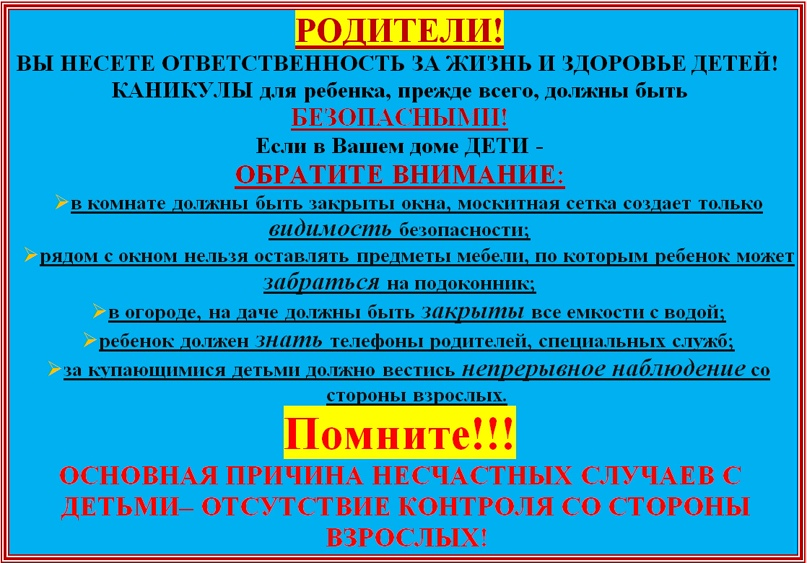 РОДИТЕЛИ!
ВЫ НЕСЕТЕ ОТВЕТСТВЕННОСТЬ ЗА ЖИЗНЬ И ЗДОРОВЬЕ ДЕТЕЙ!
КАНИКУЛЫ для ребенка, прежде всего, должны быть
БЕЗОПАСНЫМИ!
Если в Вашем доме ДЕТИ -
ОБРАТИТЕ ВНИМАНИЕ:
➢в комнате должны быть закрыты окна, москитная сетка создает только
видимость безопасности;
➢рядом с окном нельзя оставлять предметы мебели, по которым ребенок может
забраться на подоконник;
➢в огороде, на даче должны быть закрыты все емкости с водой;
➢ребенок должен знать телефоны родителей, специальных служб;
➢за купающимися детьми должно вестись непрерывное наблюдение со
стороны взрослых.
Помните!!!
ОСНОВНАЯ ПРИЧИНА НЕСЧАСТНЫХ СЛУЧАЕВ С
ДЕТЬМИ– ОТСУТСТВИЕ КОНТРОЛЯ СО СТОРОНЫ
ВЗРОСЛЫХ!